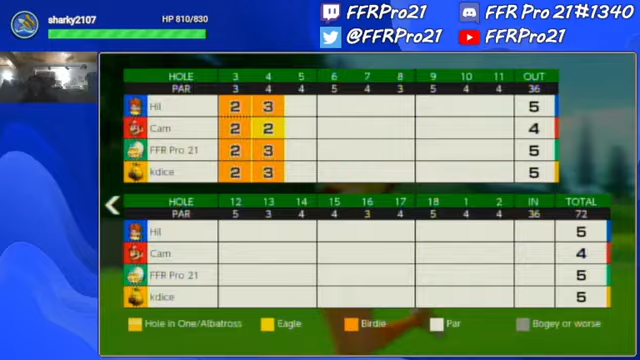 sharky2107 HP 810/830
FFRPro21 FFR Pro 21#1340
@FFRPro21 FFRPro21
HOLE 3 4 5 6 7 8 9 10 11 OUT
PAR 3 4 5 5 4 3 5 4 4 36
Hil 2 3 5
Cam 2 2 4
FFR Pro 21 2 3 5
kdice 2 3 5
HOLE 12 13 14 15 16 17 18 1 2 IN TOTAL
PAR 5 3 4 4 3 4 5 4 4 36 72
Hil 5
Cam 4
FFR Pro 21 5
kdice 5
Hole in One/Albatross Eagle Birdie Par Bogey or worse